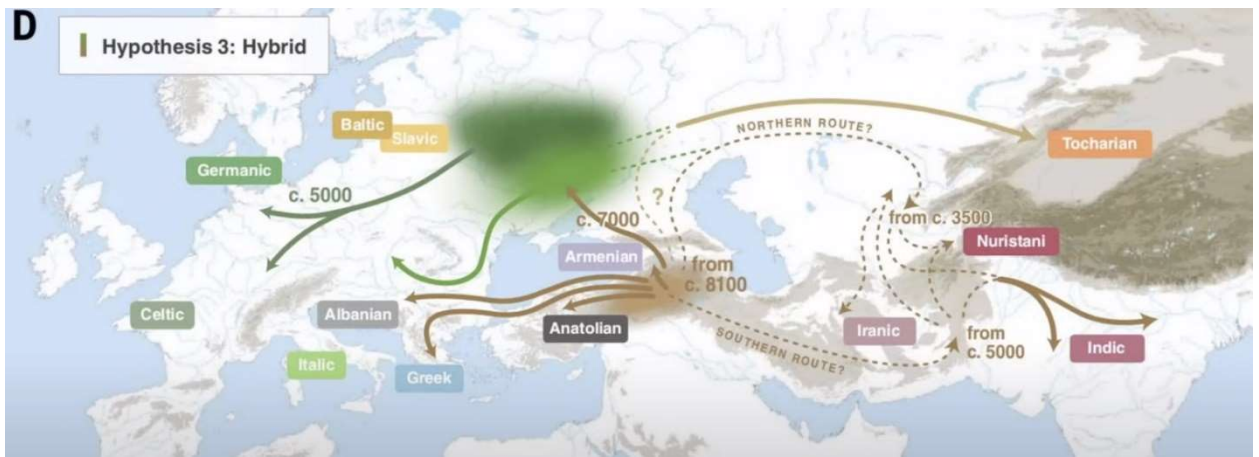 D
Hypothesis 3: Hybrid
Baltic
Slavic
Germanic
c. 5000
NORTHERN ROUTE?
Tocharian
?
c. 7000
from c. 3500
Nuristani
Armenian
from
c. 8100
Celtic
Albanian
Anatolian
SOUTHERN ROUTE?
Iranic
from
c. 5000
Indic
Italic
Greek